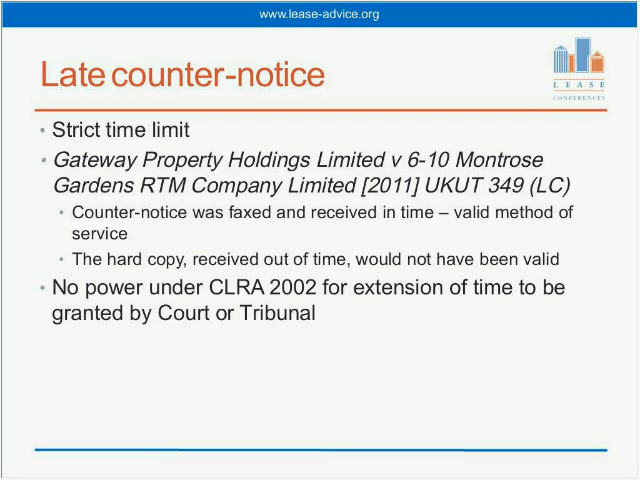 www.lease-advice.org
Late counter-notice
L E A S E
CONFERENCES
• Strict time limit
• Gateway Property Holdings Limited v 6-10 Montrose
Gardens RTM Company Limited [2011] UKUT 349 (LC)
• Counter-notice was faxed and received in time – valid method of
service
• The hard copy, received out of time, would not have been valid
• No power under CLRA 2002 for extension of time to be
granted by Court or Tribunal